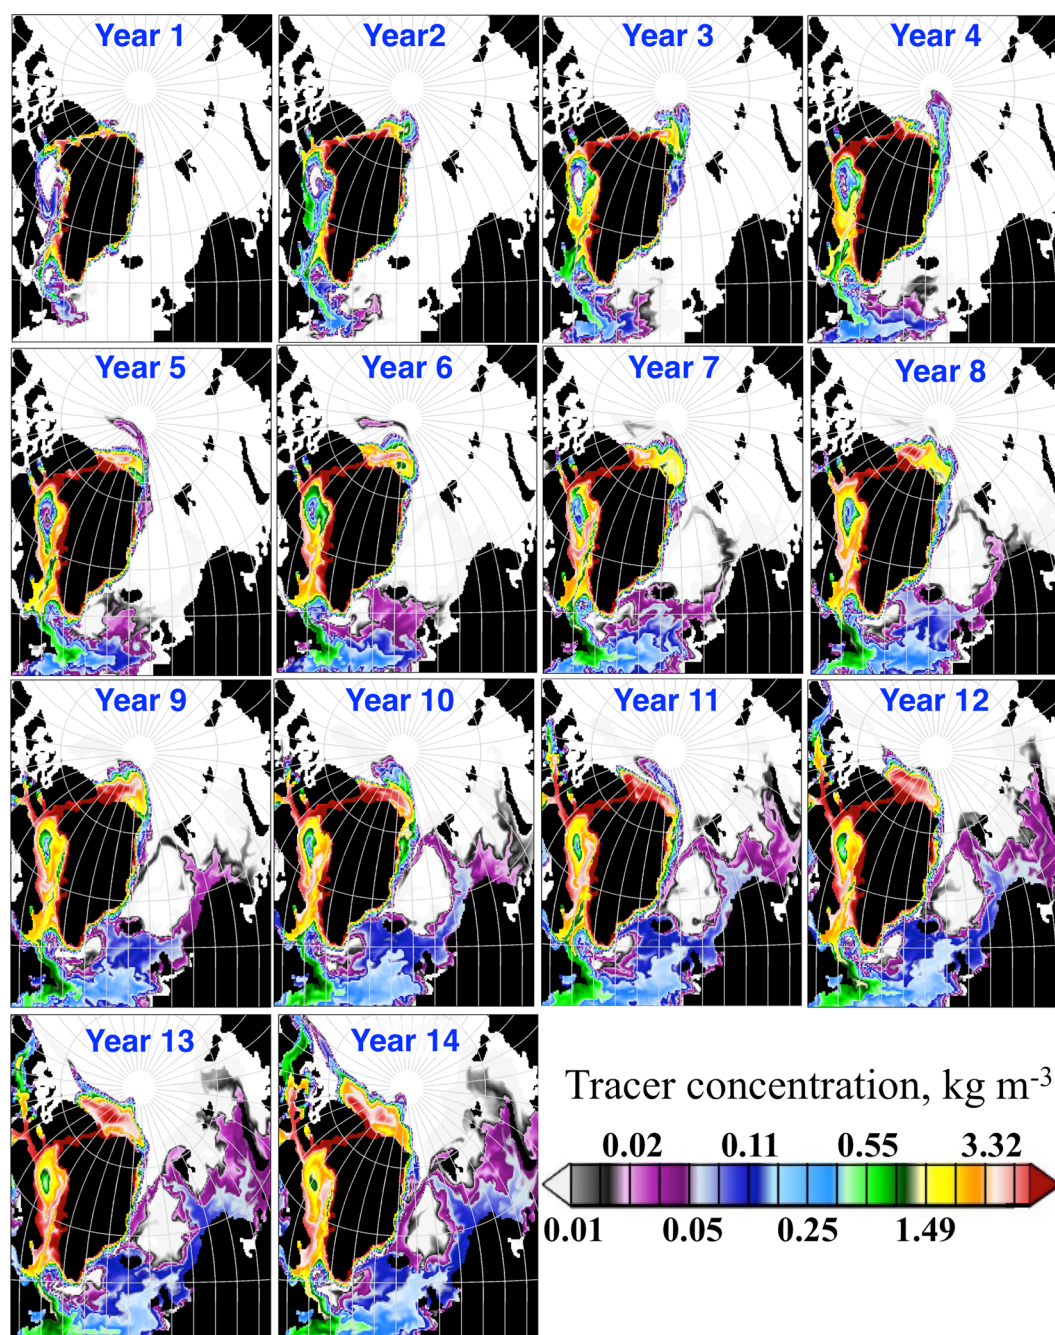 Year 1
Year2
Year 3
Year 4
Year 5
Year 6
Year 7
Year 8
Year 9
Year 10
Year 11
Year 12
Year 13
Year 14
Tracer concentration, kg m-3
0.02 0.11 0.55 3.32
0.01 0.05 0.25 1.49